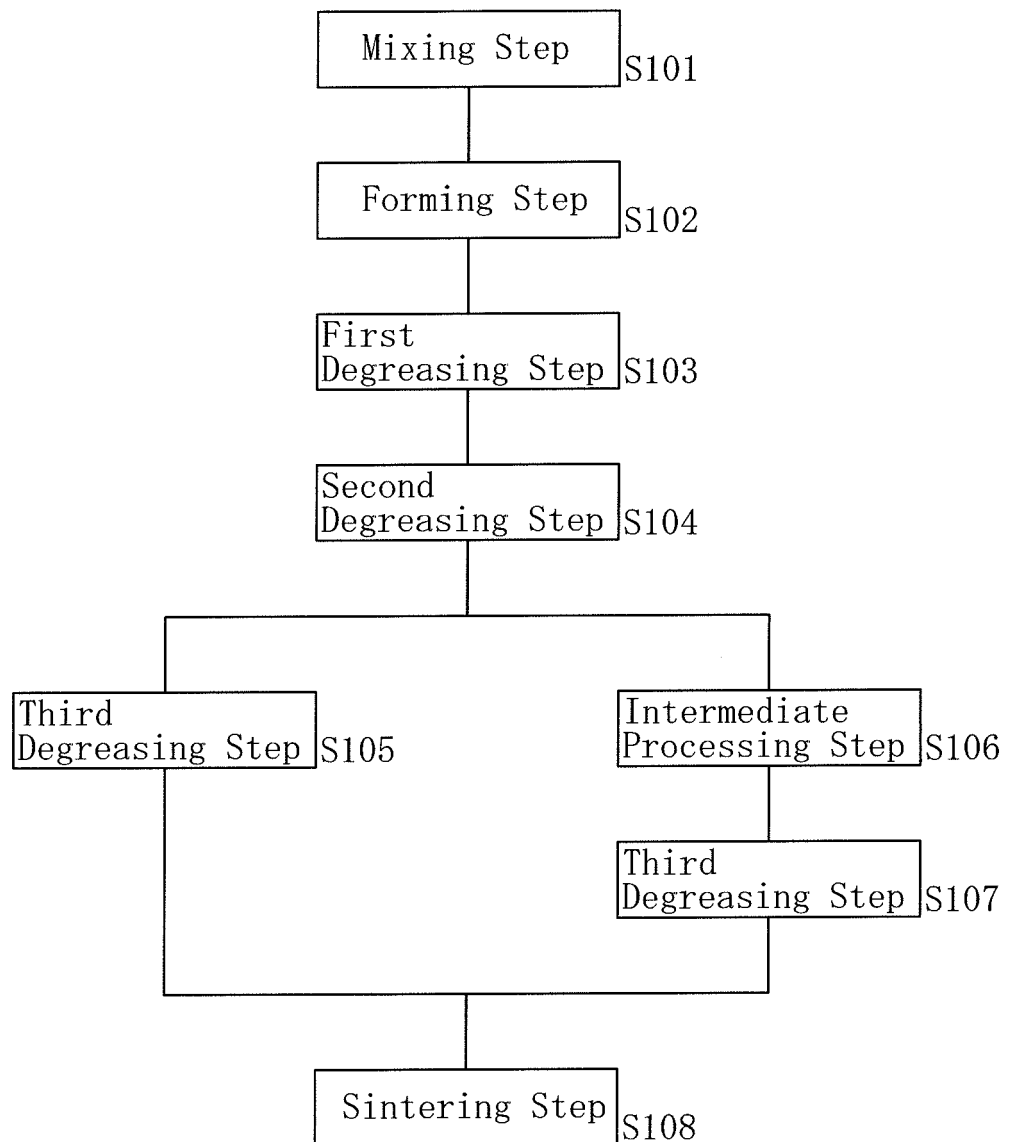 Mixing Step
S101
Forming Step
S102
First
Degreasing Step
S103
Second
Degreasing Step
S104
Third
Degreasing Step
S105
Intermediate
Processing Step
S106
Third
Degreasing Step
S107
Sintering Step
S108